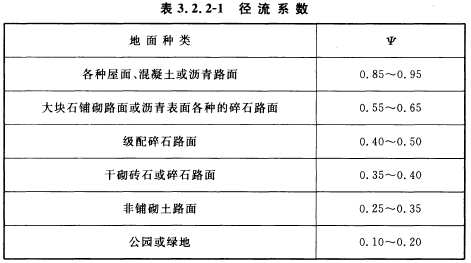 表 3.2.2-1 径流系数
地面种类 Ψ
各种屋面、混凝土或沥青路面 0.85～0.95
大块石铺砌路面或沥青表面各种的碎石路面 0.55～0.65
级配碎石路面 0.40～0.50
干砌砖石或碎石路面 0.35～0.40
非铺砌土路面 0.25～0.35
公园或绿地 0.10～0.20